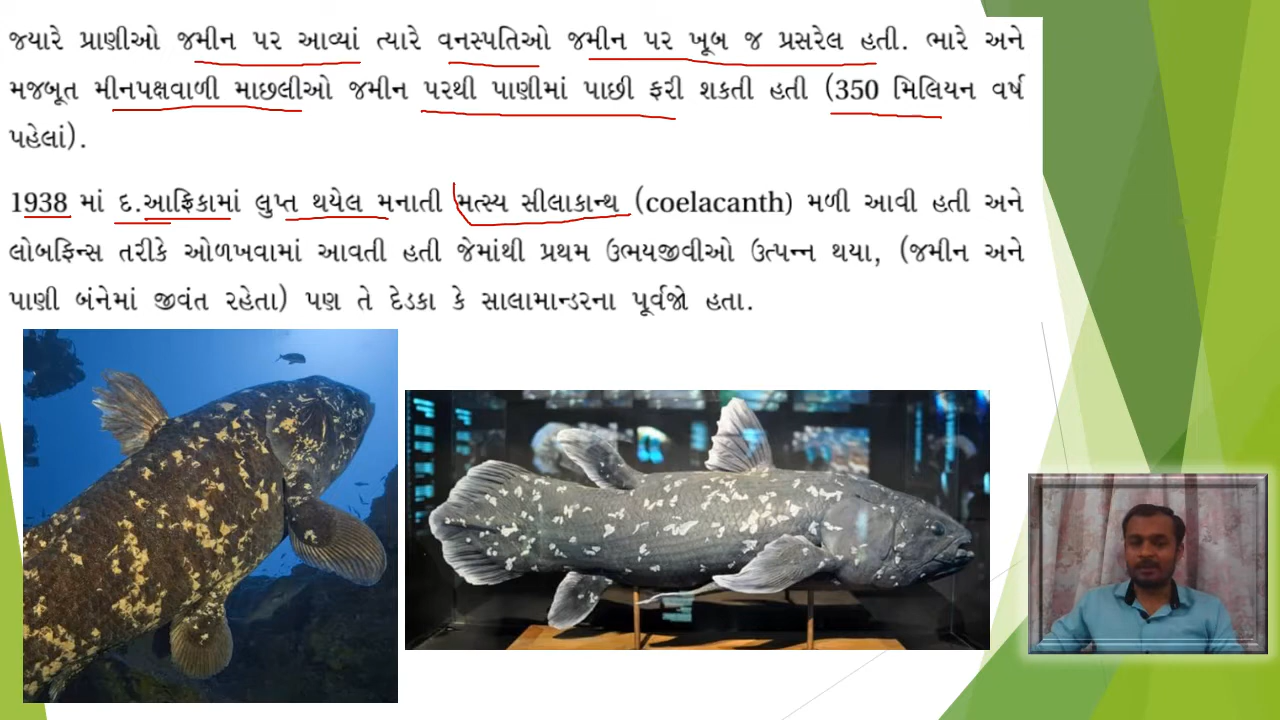 જ્યારે પ્રાણીઓ જમીન પર આવ્યાં ત્યારે વનસ્પતિઓ જમીન પર ખૂબ જ પ્રસરેલ હતી. ભારે અને
મજબૂત મીનપક્ષવાળી માછલીઓ જમીન પરથી પાણીમાં પાછી ફરી શકતી હતી (350 મિલિયન વર્ષ
પહેલાં).
1938 માં દ.આફ્રિકામાં લુપ્ત થયેલ મનાતી મત્સ્ય સીલાકાન્થ (coelacanth) મળી આવી હતી અને
લોબફિન્સ તરીકે ઓળખવામાં આવતી હતી જેમાંથી પ્રથમ ઉભયજીવીઓ ઉત્પન્ન થયા, (જમીન અને
પાણી બંનેમાં જીવંત રહેતા) પણ તે દેડકા કે સાલામાન્ડરના પૂર્વજો હતા.